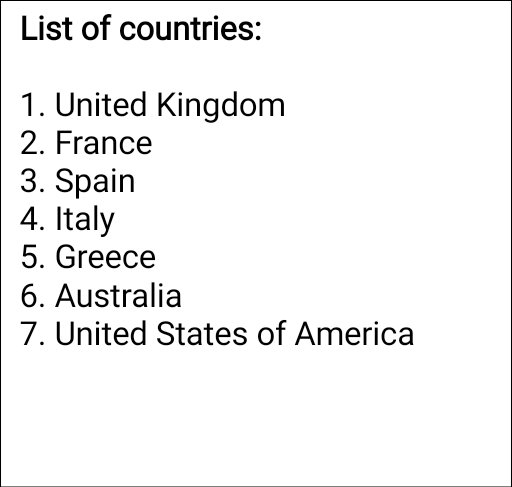 List of countries:
1. United Kingdom
2. France
3. Spain
4. Italy
5. Greece
6. Australia
7. United States of America